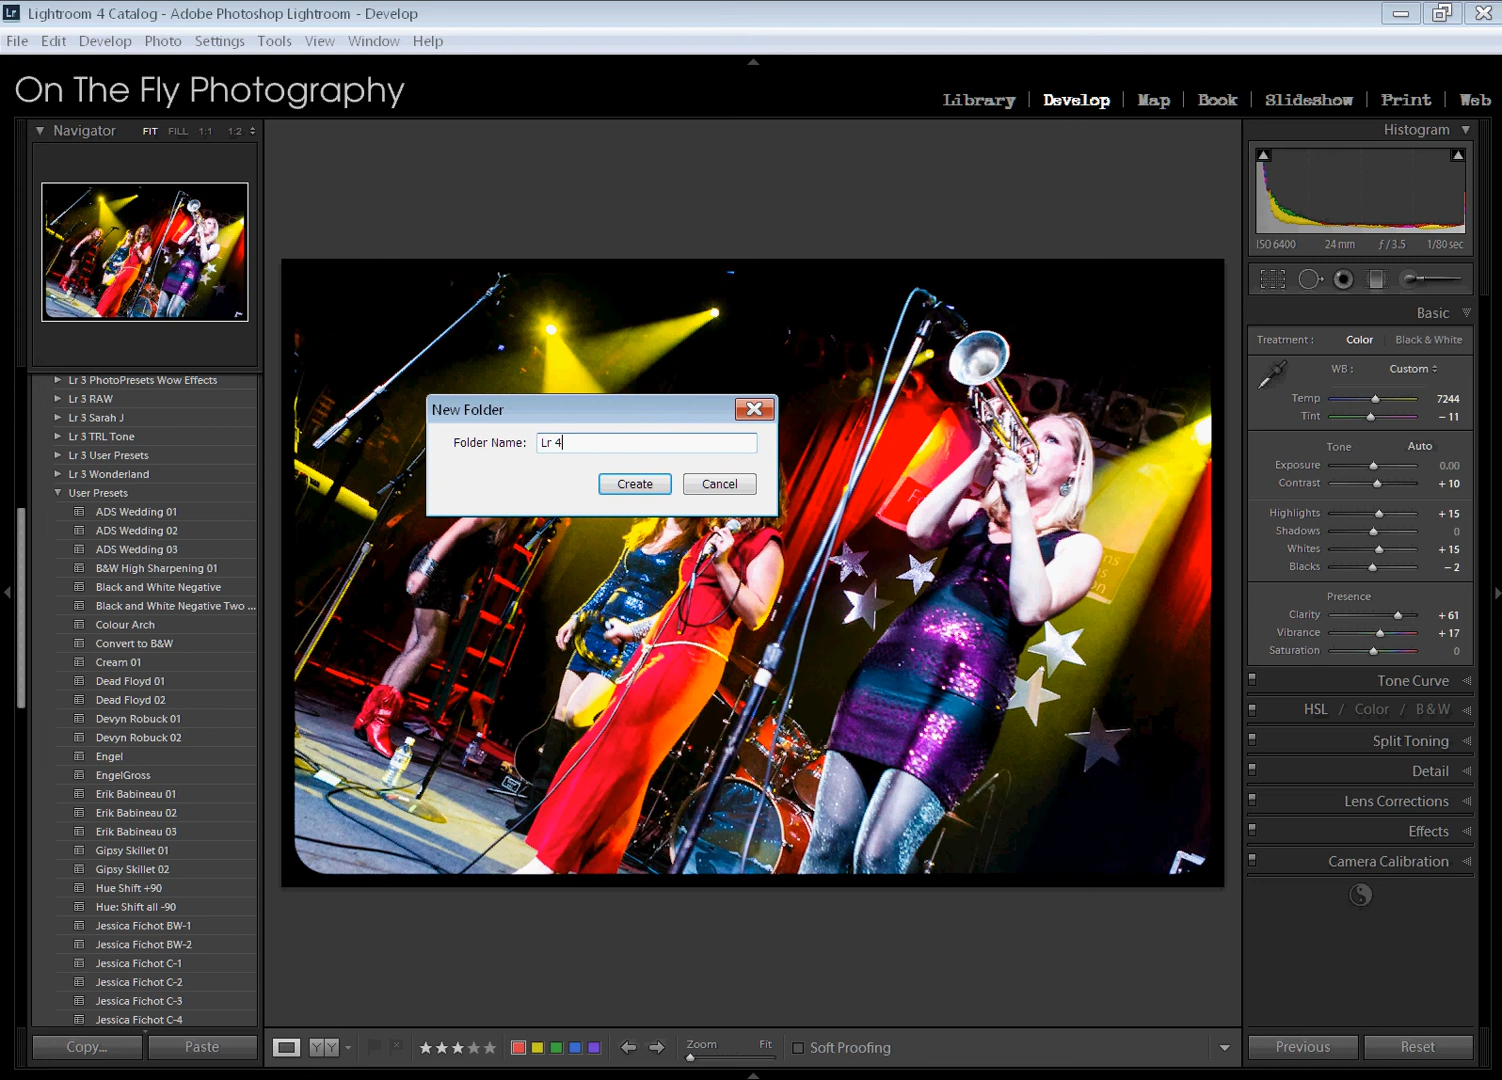 Lightroom 4 Catalog - Adobe Photoshop Lightroom - Develop
File Edit Develop Photo Settings Tools View Window Help
On The Fly Photography
Library | Develop | Map | Book | Slideshow | Print | Web
Navigator FIT FILL 1:1 1:2
Lr 3 PhotoPresets Wow Effects
Lr 3 RAW
Lr 3 Sarah J
Lr 3 TRL Tone
Lr 3 User Presets
Lr 3 Wonderland
User Presets
ADS Wedding 01
ADS Wedding 02
ADS Wedding 03
B&W High Sharpening 01
Black and White Negative
Black and White Negative Two ...
Colour Arch
Convert to B&W
Cream 01
Dead Floyd 01
Dead Floyd 02
Devyn Robuck 01
Devyn Robuck 02
Engel
EngelGross
Erik Babineau 01
Erik Babineau 02
Erik Babineau 03
Gipsy Skillet 01
Gipsy Skillet 02
Hue Shift +90
Hue: Shift all -90
Jessica Fichot BW-1
Jessica Fichot BW-2
Jessica Fichot C-1
Jessica Fichot C-2
Jessica Fichot C-3
Jessica Fichot C-4
Copy... Paste
New Folder
Folder Name: Lr 4
Create Cancel
Zoom Fit
Soft Proofing
Histogram
ISO 6400 24 mm ƒ / 3.5 1/80 sec
Basic
Treatment : Color Black & White
WB : Custom
Temp 7244
Tint - 11
Tone Auto
Exposure 0.00
Contrast + 10
Highlights + 15
Shadows 0
Whites + 15
Blacks - 2
Presence
Clarity + 61
Vibrance + 17
Saturation 0
Tone Curve
HSL / Color / B & W
Split Toning
Detail
Lens Corrections
Effects
Camera Calibration
Previous Reset